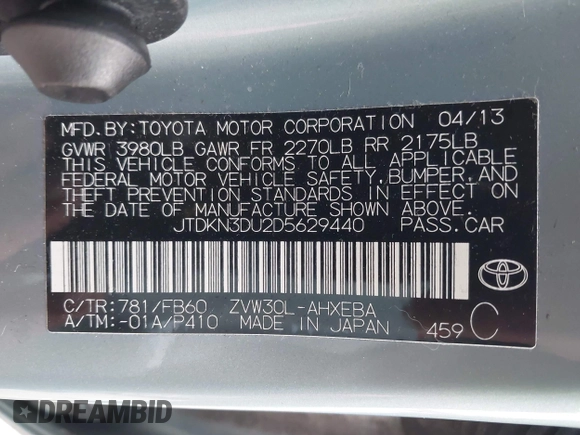 MFD.BY:TOYOTA MOTOR CORPORATION 04/13
GVWR 3980LB GAWR FR 2270LB RR 2175LB
THIS VEHICLE CONFORMS TO ALL APPLICABLE
FEDERAL MOTOR VEHICLE SAFETY,BUMPER,AND
THEFT PREVENTION STANDARDS IN EFFECT ON
THE DATE OF MANUFACTURE SHOWN ABOVE.
JTDKN3DU2D5629440 PASS.CAR
C/TR:781/FB60 ZVW30L-AHXEBA
A/TM:-01A/P410 MADE IN JAPAN 459 C
DREAMBID